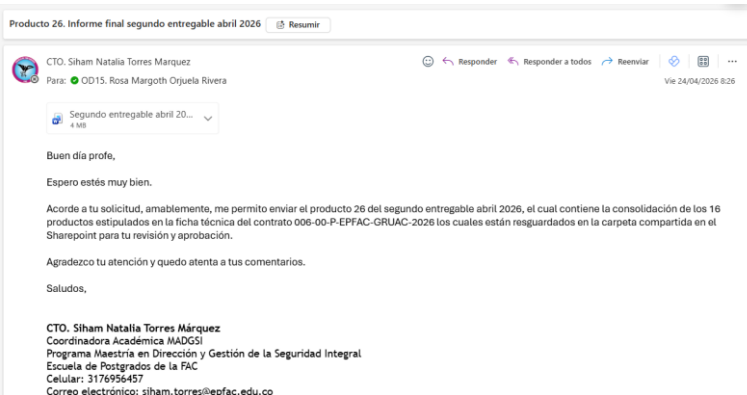 Producto 26. Informe final segundo entregable abril 2026 Resumir
CTO. Siham Natalia Torres Marquez
Responder Responder a todos Reenviar
Para: OD15. Rosa Margoth Orjuela Rivera
Vie 24/04/2026 8:26
Segundo entregable abril 20...
4 MB
Buen día profe,
Espero estés muy bien.
Acorde a tu solicitud, amablemente, me permito enviar el producto 26 del segundo entregable abril 2026, el cual contiene la consolidación de los 16
productos estipulados en la ficha técnica del contrato 006-00-P-EPFAC-GRUAC-2026 los cuales están resguardados en la carpeta compartida en el
Sharepoint para tu revisión y aprobación.
Agradezco tu atención y quedo atenta a tus comentarios.
Saludos,
CTO. Siham Natalia Torres Márquez
Coordinadora Académica MADGSI
Programa Maestría en Dirección y Gestión de la Seguridad Integral
Escuela de Postgrados de la FAC
Celular: 3176956457
Correo electrónico: siham.torres@epfac.edu.co